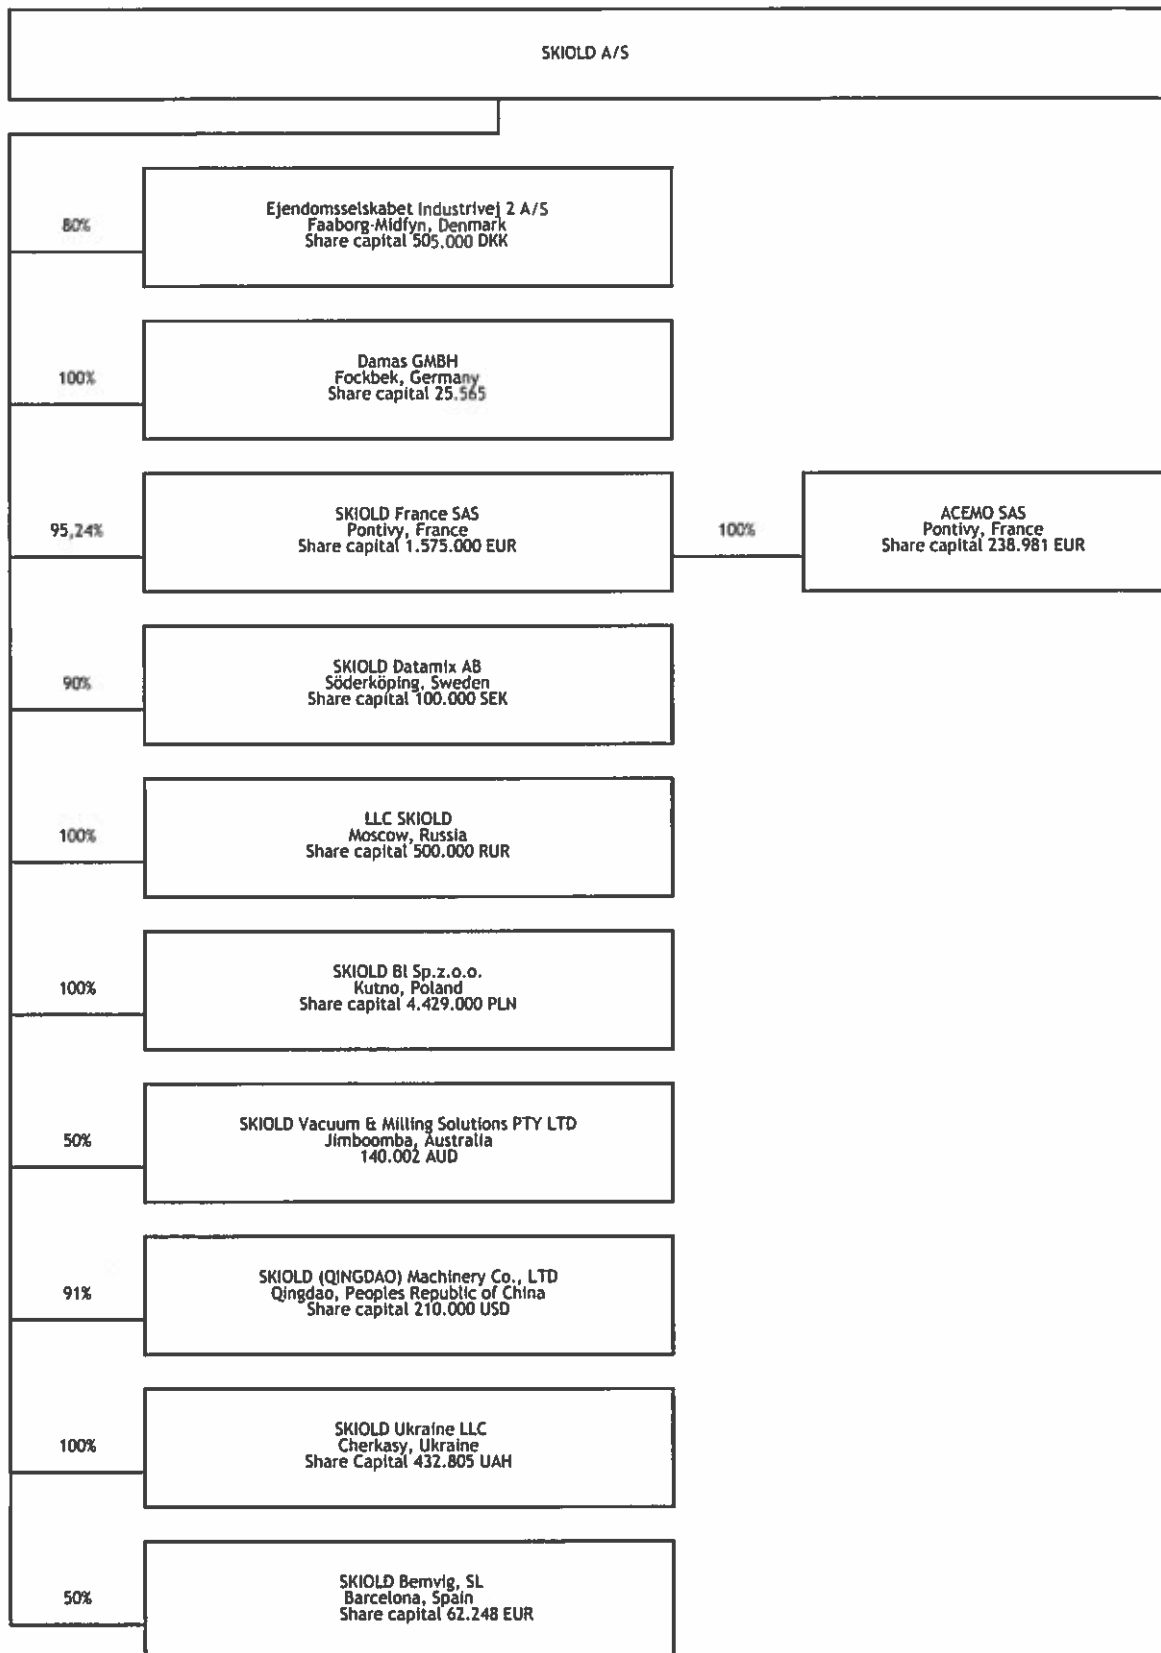 SKIOLD A/S
80%
Ejendomsselskabet Industrivej 2 A/S
Faaborg-Midfyn, Denmark
Share capital 505.000 DKK
100%
Damas GMBH
Fockbek, Germany
Share capital 25.565
95,24%
SKIOLD France SAS
Pontivy, France
Share capital 1.575.000 EUR
100%
ACEMO SAS
Pontivy, France
Share capital 238.981 EUR
90%
SKIOLD Datamix AB
Söderköping, Sweden
Share capital 100.000 SEK
100%
LLC SKIOLD
Moscow, Russia
Share capital 500.000 RUR
100%
SKIOLD BI Sp.z.o.o.
Kutno, Poland
Share capital 4.429.000 PLN
50%
SKIOLD Vacuum & Milling Solutions PTY LTD
Jimboomba, Australia
140.002 AUD
91%
SKIOLD (QINGDAO) Machinery Co., LTD
Qingdao, Peoples Republic of China
Share capital 210.000 USD
100%
SKIOLD Ukraine LLC
Cherkasy, Ukraine
Share Capital 432.805 UAH
50%
SKIOLD Bemvig, SL
Barcelona, Spain
Share capital 62.248 EUR